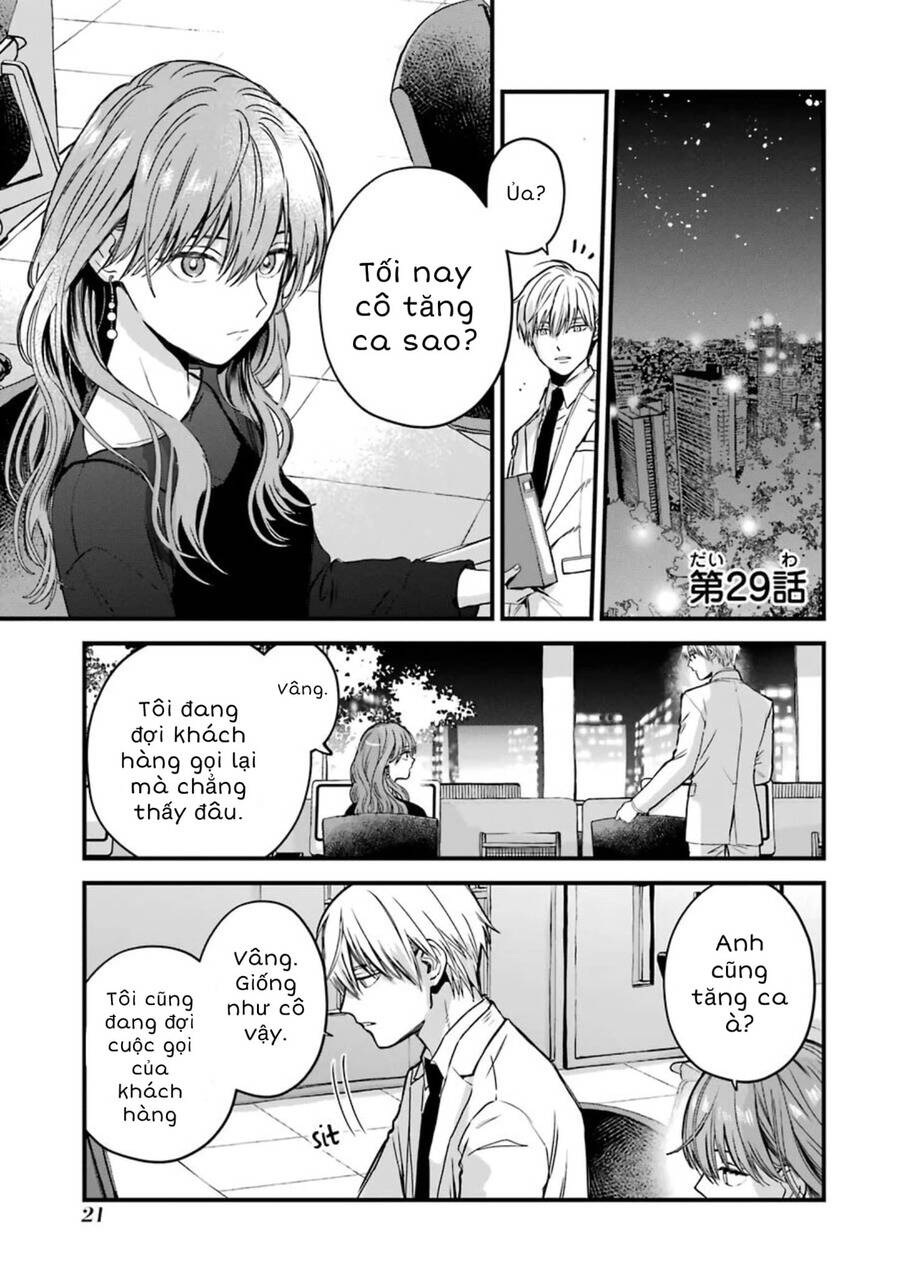 だい わ
第29話
Ủa?
Tối nay
cô tăng
ca sao?
Vâng.
Tôi đang
đợi khách
hàng gọi lại
mà chẳng
thấy đâu.
Anh
cũng
tăng ca
à?
Vâng.
Giống
như cô
vậy.
Tôi cũng
đang đợi
cuộc gọi
của
khách
hàng
sit
21